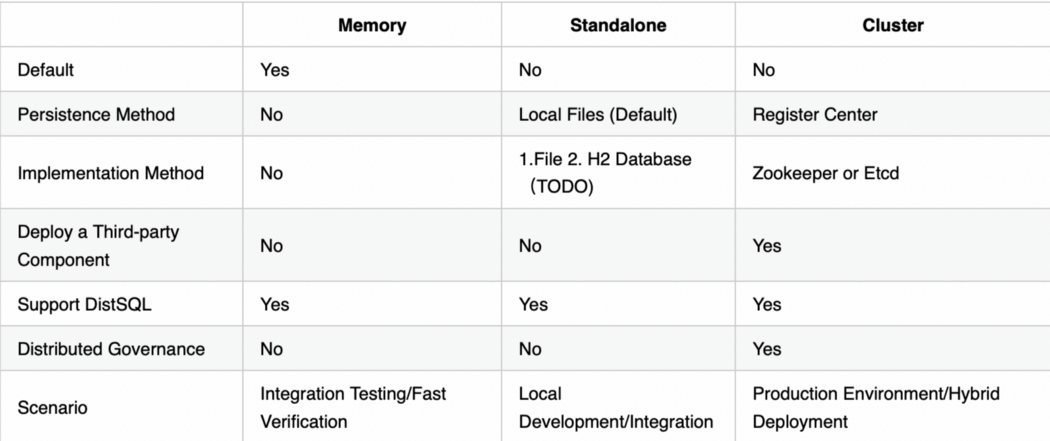 Memory Standalone Cluster
Default Yes No No
Persistence Method No Local Files (Default) Register Center
Implementation Method No 1.File 2. H2 Database（TODO） Zookeeper or Etcd
Deploy a Third-party Component No No Yes
Support DistSQL Yes Yes Yes
Distributed Governance No No Yes
Scenario Integration Testing/Fast Verification Local Development/Integration Production Environment/Hybrid Deployment